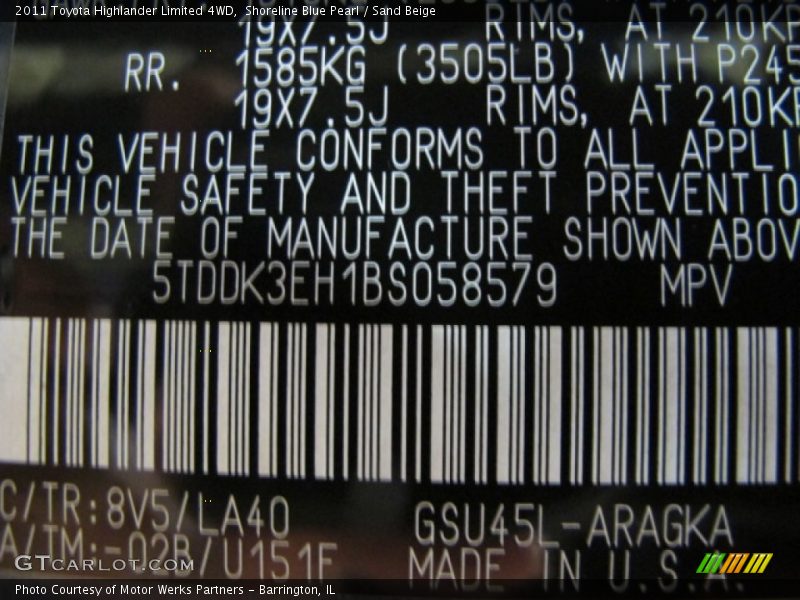 2011 Toyota Highlander Limited 4WD,  Shoreline Blue Pearl / Sand Beige
19X7.5J RIMS, AT 210KP
RR. 1585KG (3505LB) WITH P245
19X7.5J RIMS, AT 210KP
THIS VEHICLE CONFORMS TO ALL APPLI
VEHICLE SAFETY AND THEFT PREVENTIO
THE DATE OF MANUFACTURE SHOWN ABOV
5TDDK3EH1BS058579 MPV
C/TR:8V5/LA40 GSU45L-ARAGKA
A/TM:-02B/U151F MADE IN U.S.A.
GTCARLOT.COM
Photo Courtesy of Motor Werks Partners - Barrington, IL